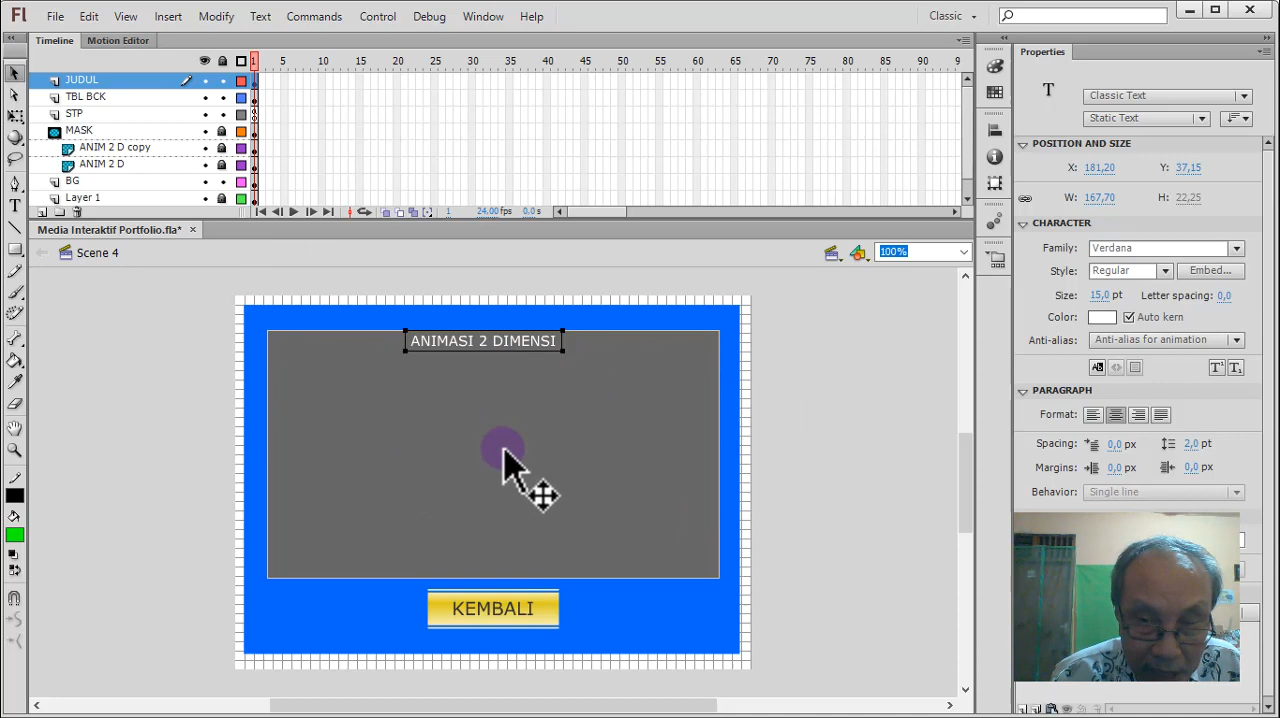 Fl File Edit View Insert Modify Text Commands Control Debug Window Help Classic
Timeline Motion Editor
1 5 10 15 20 25 30 35 40 45 50 55 60 65 70 75 80 85 90 9
JUDUL
TBL BCK
STP
MASK
ANIM 2 D copy
ANIM 2 D
BG
Layer 1
1 24.00fps 0.0s
Media Interaktif Portfolio.fla*
Scene 4
100%
ANIMASI 2 DIMENSI
KEMBALI
Properties
T
Classic Text
Static Text
POSITION AND SIZE
X: 181,20 Y: 37,15
W: 167,70 H: 22,25
CHARACTER
Family: Verdana
Style: Regular Embed...
Size: 15,0 pt Letter spacing: 0,0
Color: Auto kern
Anti-alias: Anti-alias for animation
PARAGRAPH
Format:
Spacing: 0,0 px 2,0 pt
Margins: 0,0 px 0,0 px
Behavior: Single line